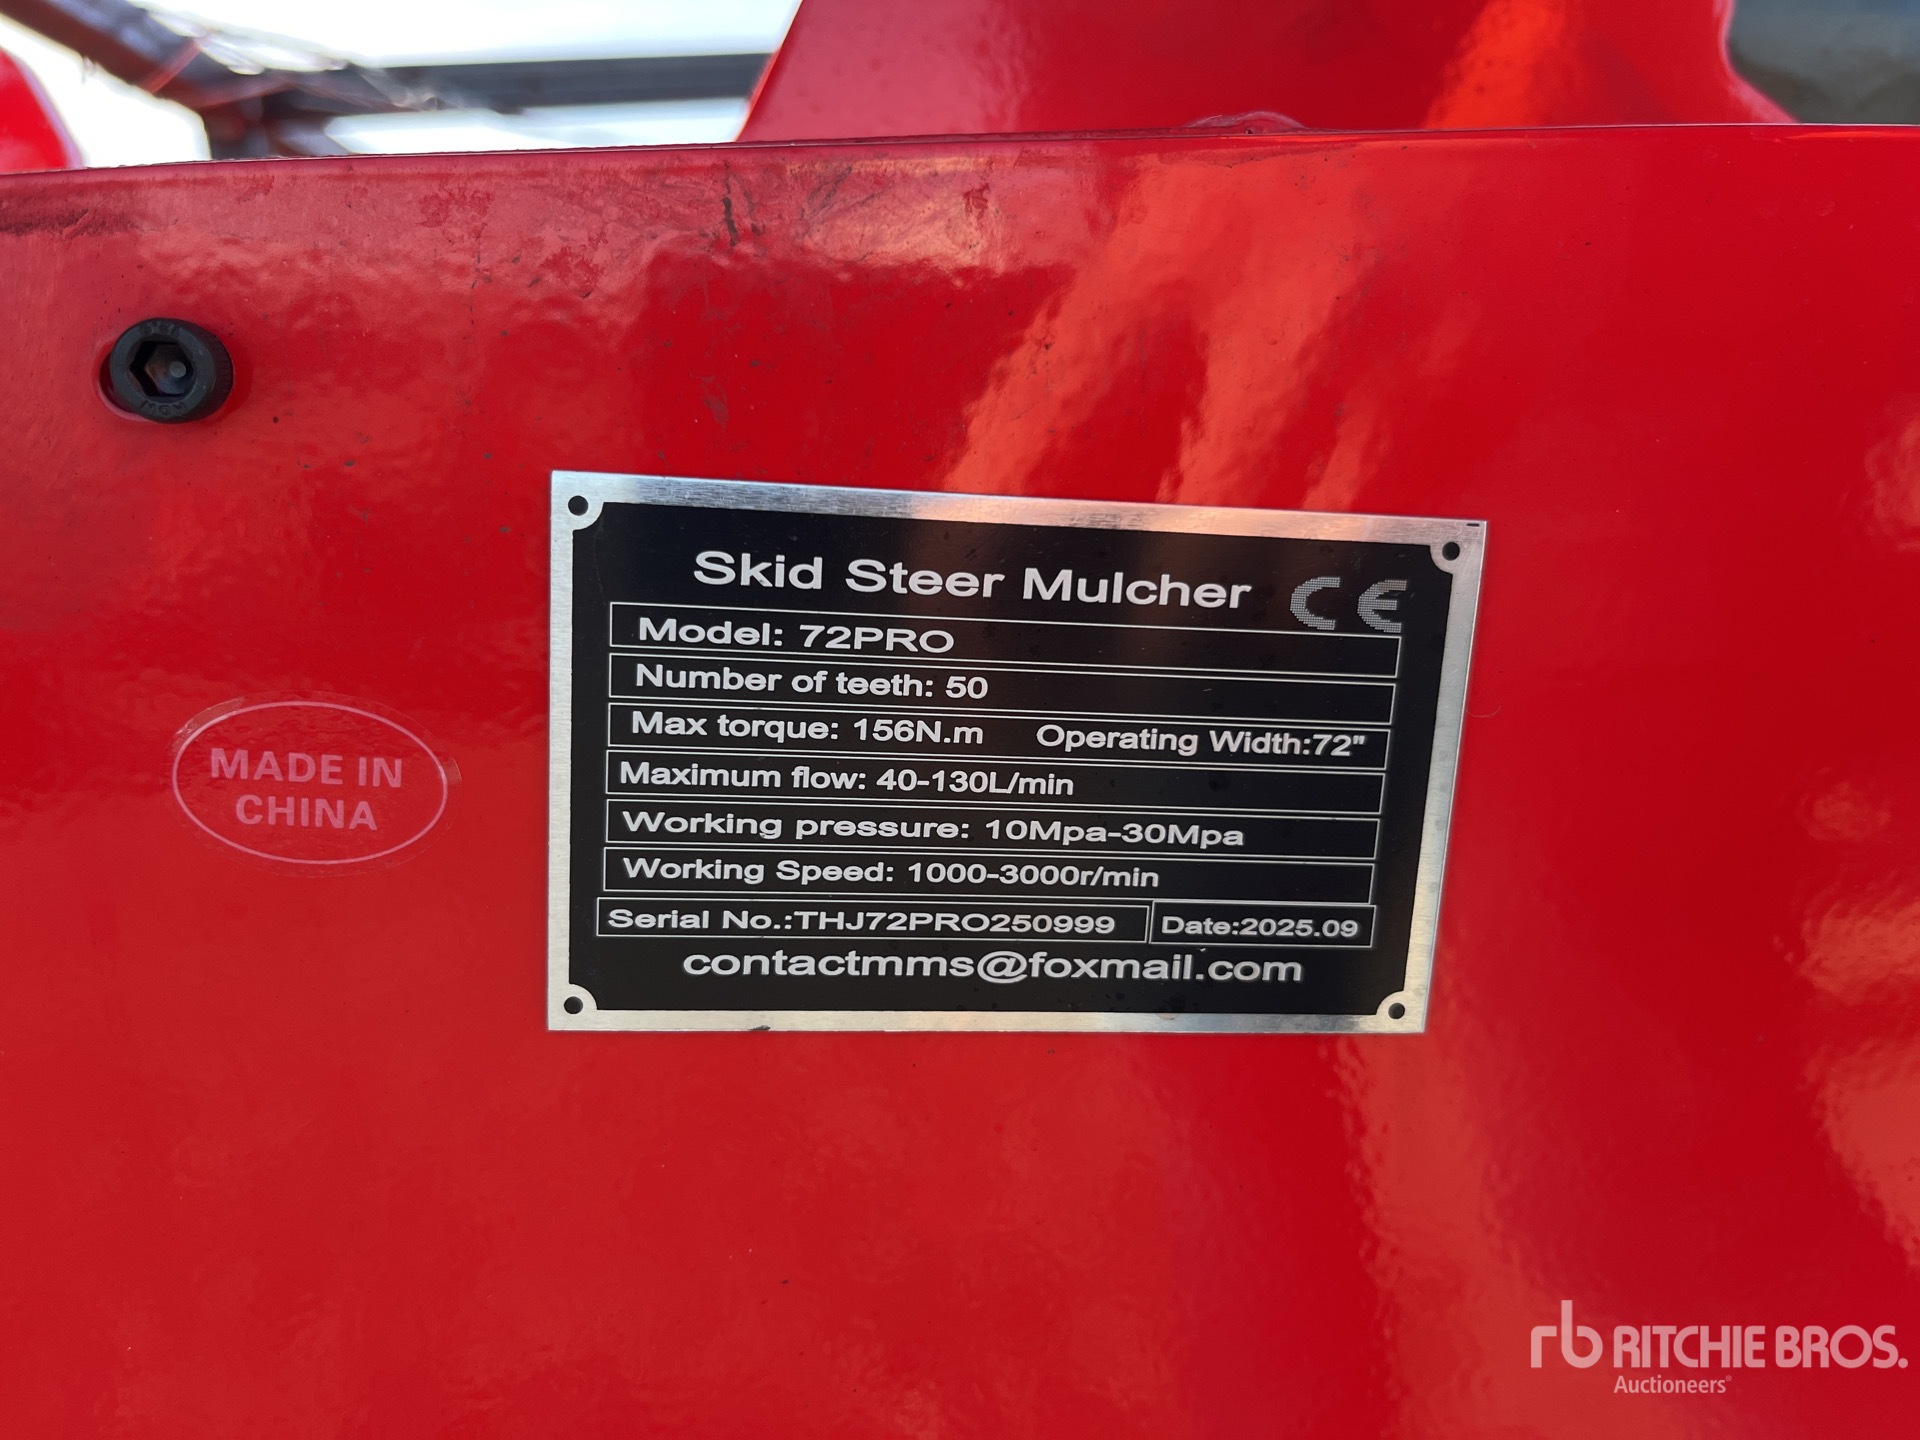 Skid Steer Mulcher CE
Model: 72PRO
Number of teeth: 50
Max torque: 156N.m Operating Width:72"
Maximum flow: 40-130L/min
Working pressure: 10Mpa-30Mpa
Working Speed: 1000-3000r/min
Serial No.:THJ72PRO250999 Date:2025.09
contactmms@foxmail.com
MADE IN
CHINA
rb RITCHIE BROS.
Auctioneers®